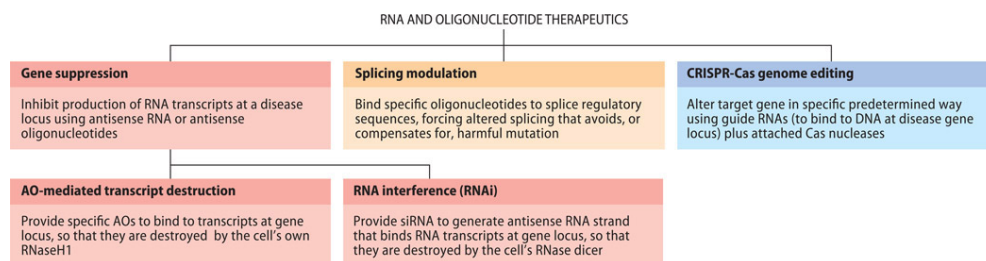 RNA AND OLIGONUCLEOTIDE THERAPEUTICS
Gene suppression
Inhibit production of RNA transcripts at a disease
locus using antisense RNA or antisense
oligonucleotides
Splicing modulation
Bind specific oligonucleotides to splice regulatory
sequences, forcing altered splicing that avoids, or
compensates for, harmful mutation
CRISPR-Cas genome editing
Alter target gene in specific predetermined way
using guide RNAs (to bind to DNA at disease gene
locus) plus attached Cas nucleases
AO-mediated transcript destruction
Provide specific AOs to bind to transcripts at gene
locus, so that they are destroyed by the cell's own
RNaseH1
RNA interference (RNAi)
Provide siRNA to generate antisense RNA strand
that binds RNA transcripts at gene locus, so that
they are destroyed by the cell's RNase dicer